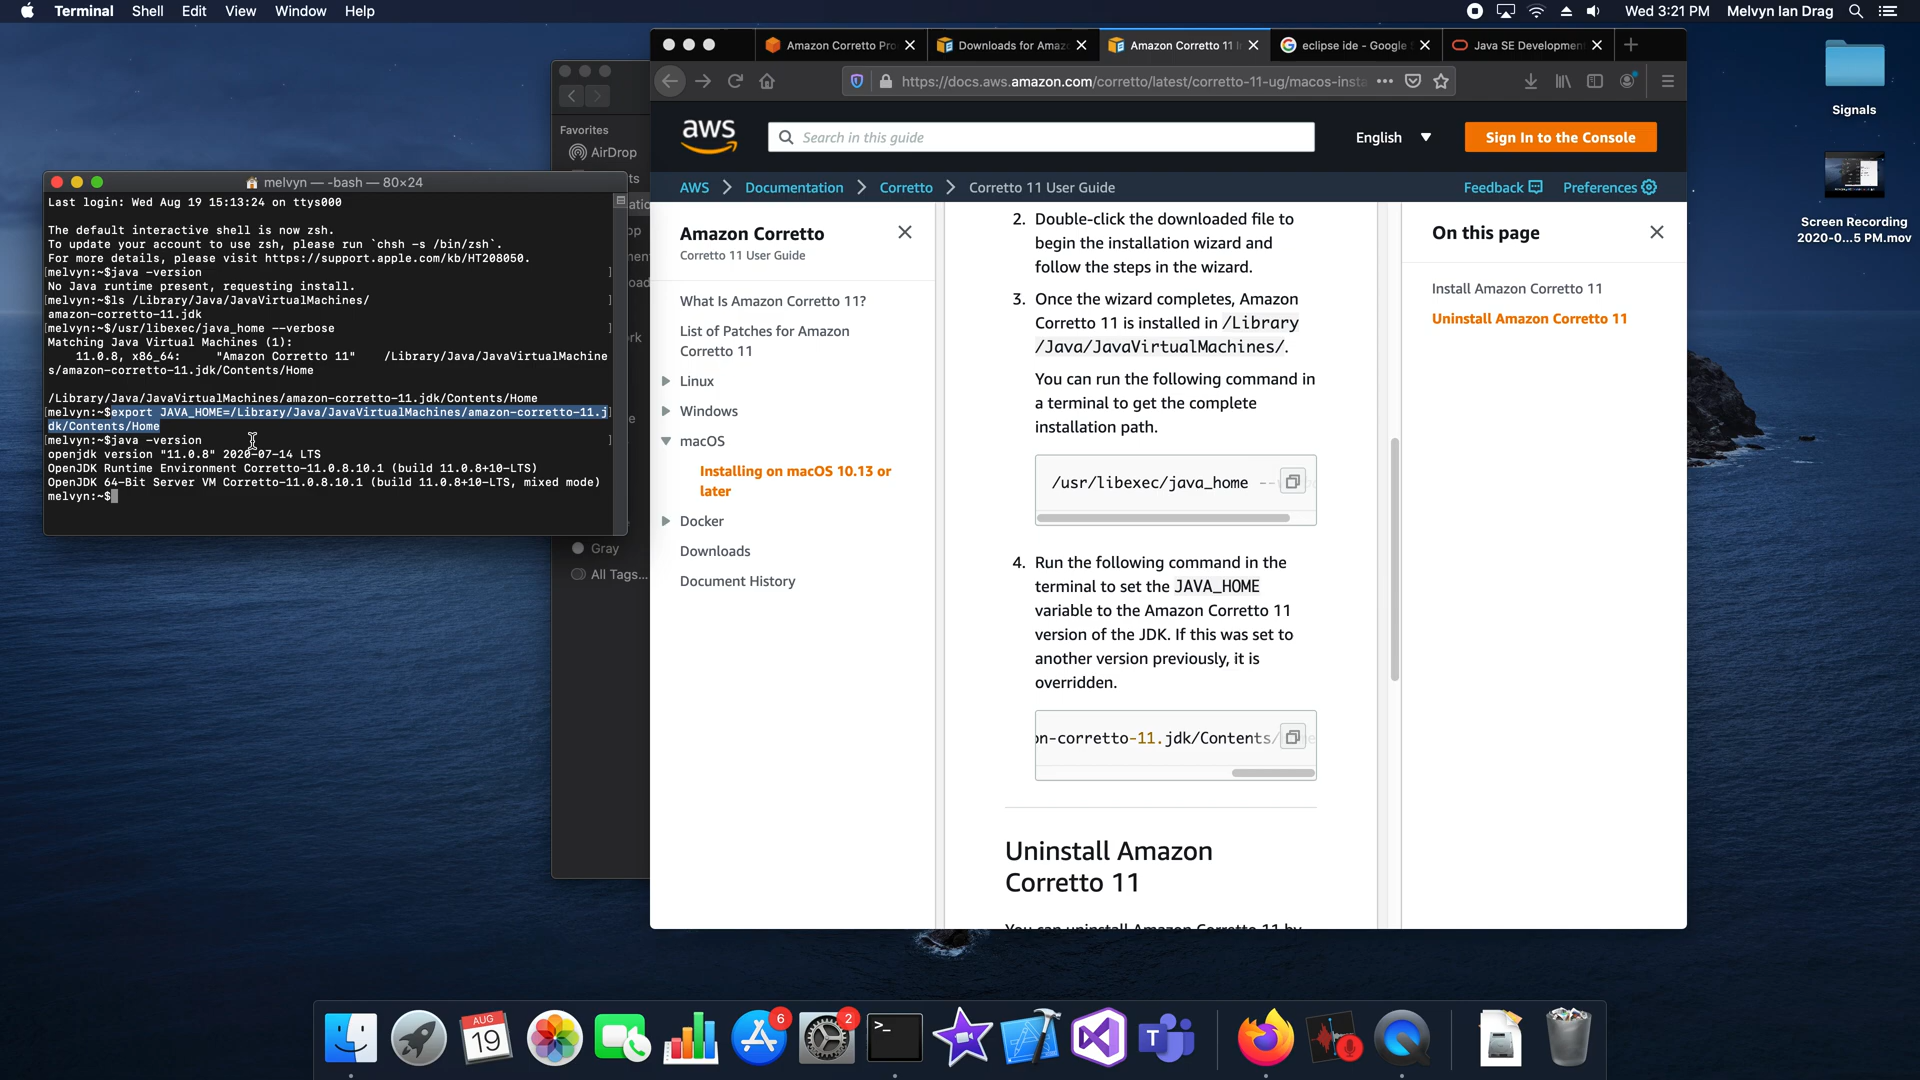 Terminal Shell Edit View Window Help
Wed 3:21 PM Melvyn Ian Drag
Amazon Corretto Pro
Downloads for Amaz
Amazon Corretto 11 I
eclipse ide - Google
Java SE Developmen
https://docs.aws.amazon.com/corretto/latest/corretto-11-ug/macos-insta
aws
Search in this guide
English
Sign In to the Console
AWS Documentation Corretto Corretto 11 User Guide
Feedback Preferences
Amazon Corretto
Corretto 11 User Guide
What Is Amazon Corretto 11?
List of Patches for Amazon
Corretto 11
Linux
Windows
macOS
Installing on macOS 10.13 or
later
Docker
Downloads
Document History
2. Double-click the downloaded file to
begin the installation wizard and
follow the steps in the wizard.
3. Once the wizard completes, Amazon
Corretto 11 is installed in /Library
/Java/JavaVirtualMachines/.
You can run the following command in
a terminal to get the complete
installation path.
/usr/libexec/java_home --
4. Run the following command in the
terminal to set the JAVA_HOME
variable to the Amazon Corretto 11
version of the JDK. If this was set to
another version previously, it is
overridden.
on-corretto-11.jdk/Contents/
Uninstall Amazon
Corretto 11
You can uninstall Amazon Corretto 11 by
On this page
Install Amazon Corretto 11
Uninstall Amazon Corretto 11
melvyn — -bash — 80×24
Last login: Wed Aug 19 15:13:24 on ttys000
The default interactive shell is now zsh.
To update your account to use zsh, please run `chsh -s /bin/zsh`.
For more details, please visit https://support.apple.com/kb/HT208050.
[melvyn:~$java -version ]
No Java runtime present, requesting install.
[melvyn:~$ls /Library/Java/JavaVirtualMachines/ ]
amazon-corretto-11.jdk
[melvyn:~$/usr/libexec/java_home --verbose ]
Matching Java Virtual Machines (1):
11.0.8, x86_64: "Amazon Corretto 11" /Library/Java/JavaVirtualMachine
s/amazon-corretto-11.jdk/Contents/Home
/Library/Java/JavaVirtualMachines/amazon-corretto-11.jdk/Contents/Home
[melvyn:~$export JAVA_HOME=/Library/Java/JavaVirtualMachines/amazon-corretto-11.j]
dk/Contents/Home
[melvyn:~$java -version ]
openjdk version "11.0.8" 2020-07-14 LTS
OpenJDK Runtime Environment Corretto-11.0.8.10.1 (build 11.0.8+10-LTS)
OpenJDK 64-Bit Server VM Corretto-11.0.8.10.1 (build 11.0.8+10-LTS, mixed mode)
melvyn:~$
Favorites
AirDrop
Gray
All Tags...
Signals
Screen Recording
2020-0...5 PM.mov
AUG
19
6
2
>_
T